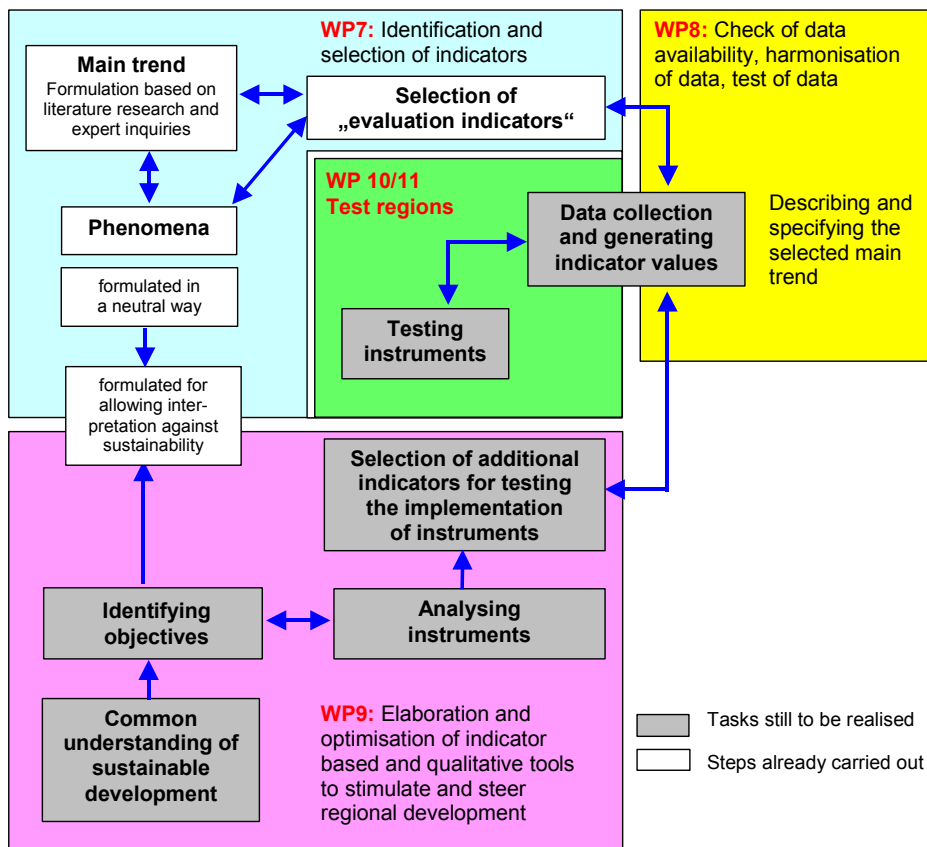 WP7: Identification and
selection of indicators
WP8: Check of data
availability, harmonisation
of data, test of data
Main trend
Formulation based on
literature research and
expert inquiries
Selection of
„evaluation indicators“
WP 10/11
Test regions
Phenomena
Data collection
and generating
indicator values
Describing and
specifying the
selected main
trend
formulated in
a neutral way
Testing
instruments
formulated for
allowing inter-
pretation against
sustainability
Selection of additional
indicators for testing
the implementation
of instruments
Identifying
objectives
Analysing
instruments
Common
understanding of
sustainable
development
WP9: Elaboration and
optimisation of indicator
based and qualitative tools
to stimulate and steer
regional development
Tasks still to be realised
Steps already carried out